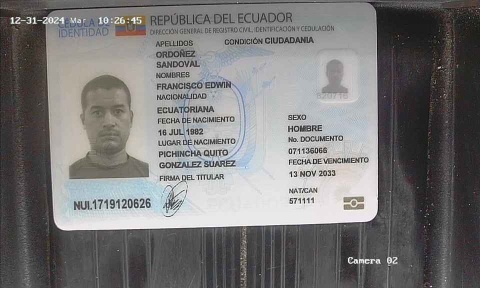 12-31-2024 Mar 10:26:45
CÉDULA DE
IDENTIDAD
REPÚBLICA DEL ECUADOR
DIRECCIÓN GENERAL DE REGISTRO CIVIL, IDENTIFICACIÓN Y CEDULACIÓN
APELLIDOS
CONDICIÓN CIUDADANÍA
ORDOÑEZ
SANDOVAL
NOMBRES
FRANCISCO EDWIN
NACIONALIDAD
ECUATORIANA
FECHA DE NACIMIENTO
16 JUL 1982
LUGAR DE NACIMIENTO
PICHINCHA QUITO
GONZALEZ SUAREZ
FIRMA DEL TITULAR
SEXO
HOMBRE
No. DOCUMENTO
071136066
FECHA DE VENCIMIENTO
13 NOV 2033
NAT/CAN
571111
NUI.1719120626
Camera 02